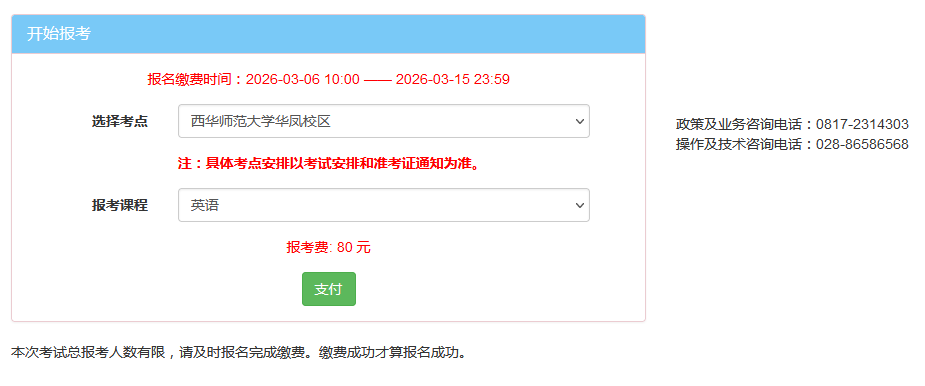 开始报考
报名缴费时间：2026-03-06 10:00 —— 2026-03-15 23:59
选择考点 西华师范大学华凤校区
注：具体考点安排以考试安排和准考证通知为准。
报考课程 英语
报考费: 80 元
支付
政策及业务咨询电话：0817-2314303
操作及技术咨询电话：028-86586568
本次考试总报考人数有限，请及时报名完成缴费。缴费成功才算报名成功。